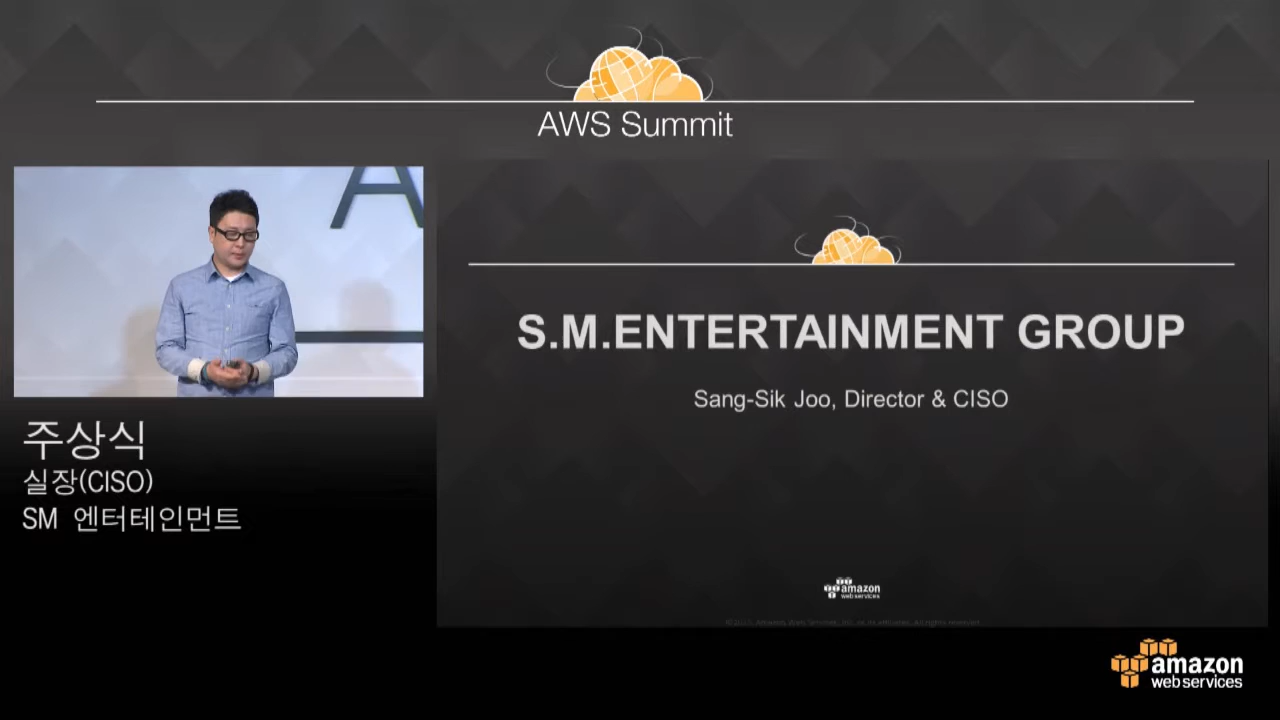 AWS Summit
A
S.M.ENTERTAINMENT GROUP
Sang-Sik Joo, Director & CISO
주상식
실장(CISO)
SM 엔터테인먼트
amazon
web services
amazon
web services